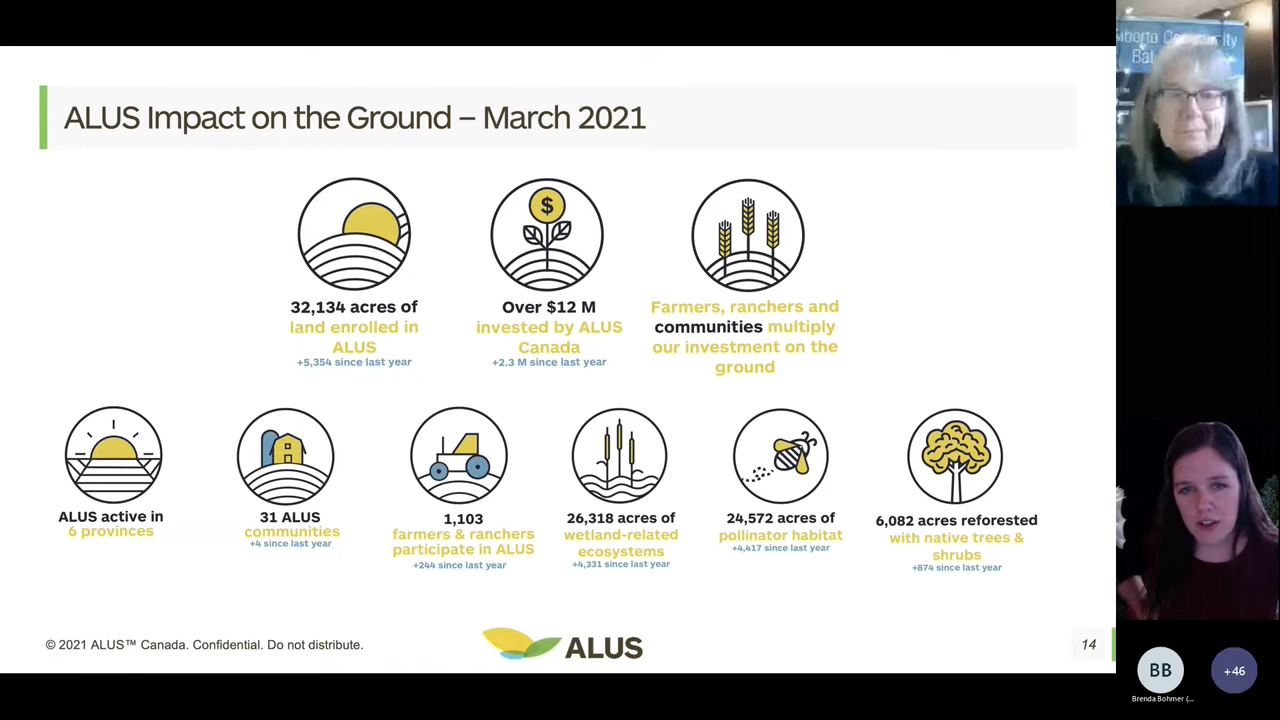 ALUS Impact on the Ground – March 2021
$
32,134 acres of
land enrolled in
ALUS
+5,354 since last year
Over $12 M
invested by ALUS
Canada
+2.3 M since last year
Farmers, ranchers and
communities multiply
our investment on the
ground
ALUS active in
6 provinces
31 ALUS
communities
+4 since last year
1,103
farmers & ranchers
participate in ALUS
+244 since last year
26,318 acres of
wetland-related
ecosystems
+4,331 since last year
24,572 acres of
pollinator habitat
+4,417 since last year
6,082 acres reforested
with native trees &
shrubs
+874 since last year
© 2021 ALUS™ Canada. Confidential. Do not distribute.
ALUS
14
BB
+46
Brenda Bohmer (...